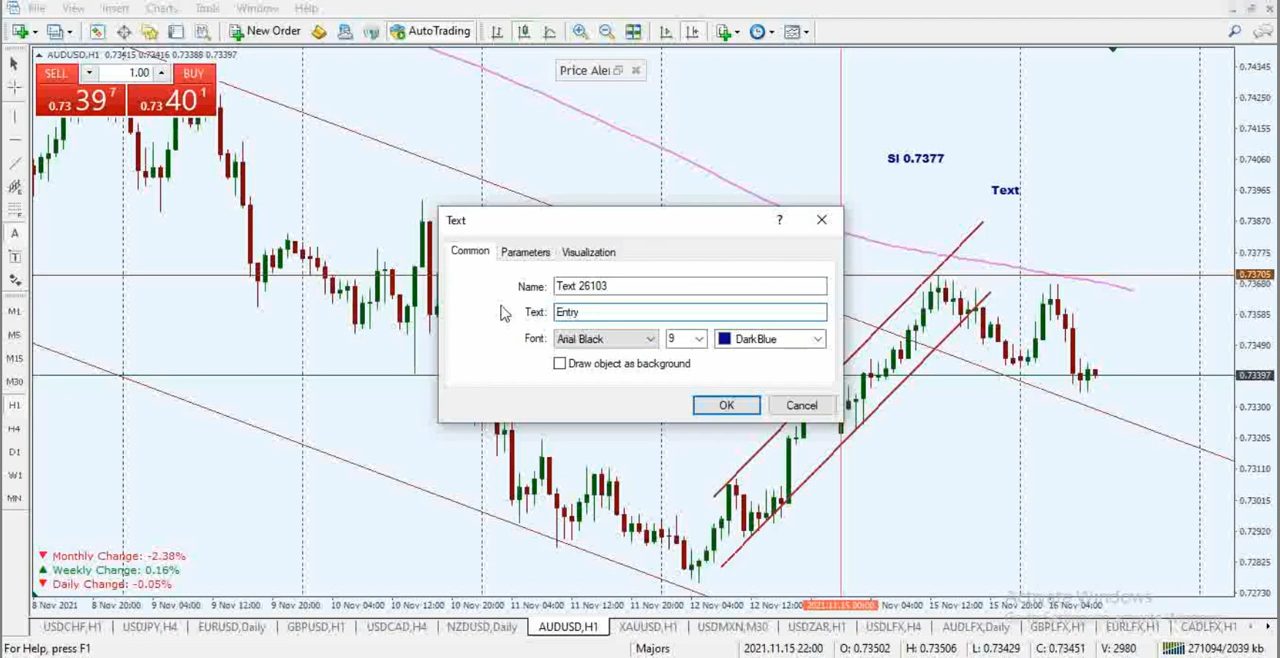 File View Insert Charts Tools Window Help
New Order AutoTrading
AUDUSD,H1 0.73415 0.73416 0.73388 0.73397
SELL 1.00 BUY
0.73 39 7 0.73 40 1
Price Ale
SI 0.7377
Text
Text ?
Common Parameters Visualization
Name: Text 26103
Text: Entry
Font: Arial Black 9 DarkBlue
Draw object as background
OK Cancel
A
T
M1
M5
M15
M30
H1
H4
D1
W1
MN
0.74345
0.74250
0.74155
0.74060
0.73965
0.73870
0.73775
0.73705
0.73585
0.73490
0.73397
0.73300
0.73205
0.73110
0.73015
0.72920
0.72825
0.72730
Monthly Change: -2.38%
Weekly Change: 0.16%
Daily Change: -0.05%
Activate Windows
8 Nov 2021 8 Nov 20:00 9 Nov 04:00 9 Nov 12:00 9 Nov 20:00 10 Nov 04:00 10 Nov 12:00 10 Nov 20:00 11 Nov 04:00 11 Nov 12:00 11 Nov 20:00 12 Nov 04:00 12 Nov 12:00 2021.11.15 00:00 Nov 04:00 15 Nov 12:00 15 Nov 20:00 16 Nov 04:00
USDCHF,H1 USDJPY,H4 EURUSD,Daily GBPUSD,H1 USDCAD,H4 NZDUSD,Daily AUDUSD,H1 XAUUSD,H1 USDMXN,M30 USDZAR,H1 USDLFX,H4 AUDLFX,Daily GBPLFX,H1 EURLFX,H1 CADLFX,H1
For Help, press F1 Majors 2021.11.15 22:00 O: 0.73502 H: 0.73506 L: 0.73429 C: 0.73451 V: 2980 271094/2039 kb